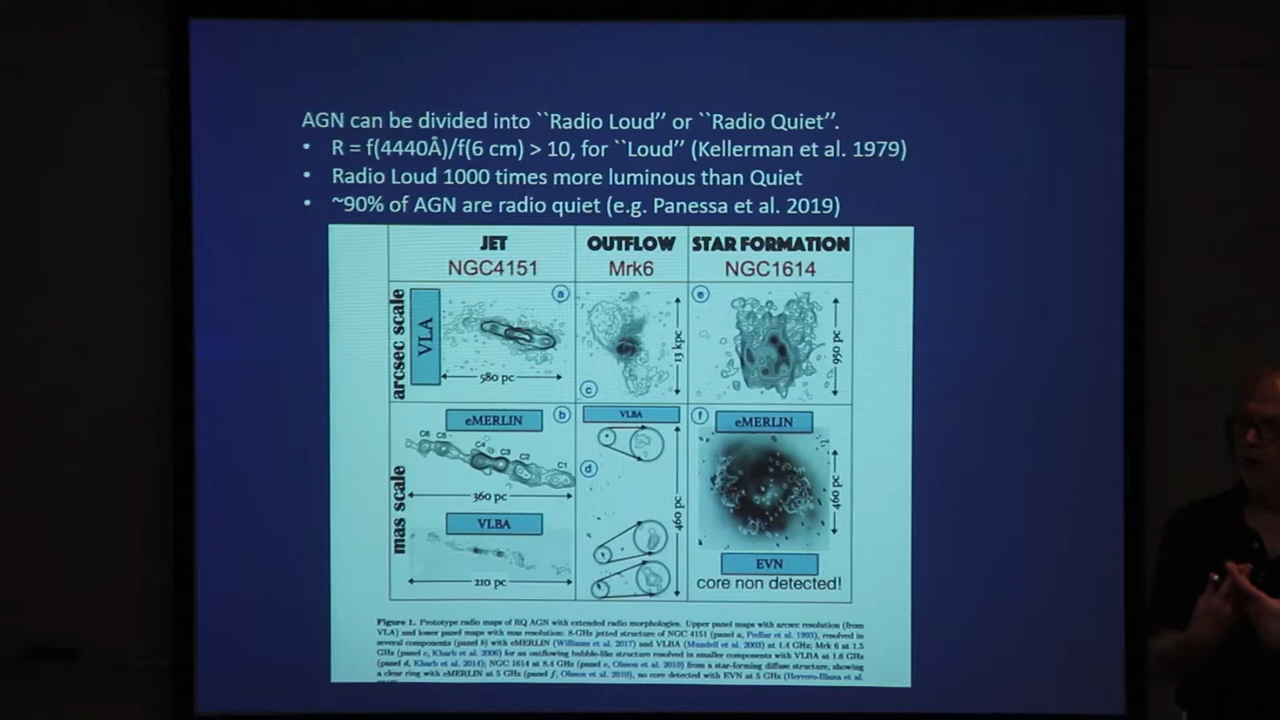 AGN can be divided into ``Radio Loud’’ or ``Radio Quiet’’.
• R = f(4440Å)/f(6 cm) > 10, for ``Loud’’ (Kellerman et al. 1979)
• Radio Loud 1000 times more luminous than Quiet
• ~90% of AGN are radio quiet (e.g. Panessa et al. 2019)
JET OUTFLOW STAR FORMATION
NGC4151 Mrk6 NGC1614
arcsec scale
VLA
a
580 pc
c
13 kpc
e
950 pc
mas scale
eMERLIN
b
C6 C5 C4 C3 C2 C1
360 pc
VLBA
210 pc
VLBA
d
460 pc
f
eMERLIN
460 pc
EVN
core non detected!
Figure 1. Prototype radio maps of RQ AGN with extended radio morphologies. Upper panel maps with arcsec resolution (from
VLA) and lower panel maps with mas resolution: 8-GHz jetted structure of NGC 4151 (panel a, Pedlar et al. 1993), resolved in
several components (panel b) with eMERLIN (Williams et al. 2017) and VLBA (Mundell et al. 2003) at 1.4 GHz; Mrk 6 at 1.5
GHz (panel c, Kharb et al. 2006) for an outflowing bubble-like structure resolved in smaller components with VLBA at 1.6 GHz
(panel d, Kharb et al. 2014); NGC 1614 at 8.4 GHz (panel e, Olsson et al. 2010) from a star-forming diffuse structure, showing
a clear ring with eMERLIN at 5 GHz (panel f, Olsson et al. 2010), no core detected with EVN at 5 GHz (Herrero-Illana et al.